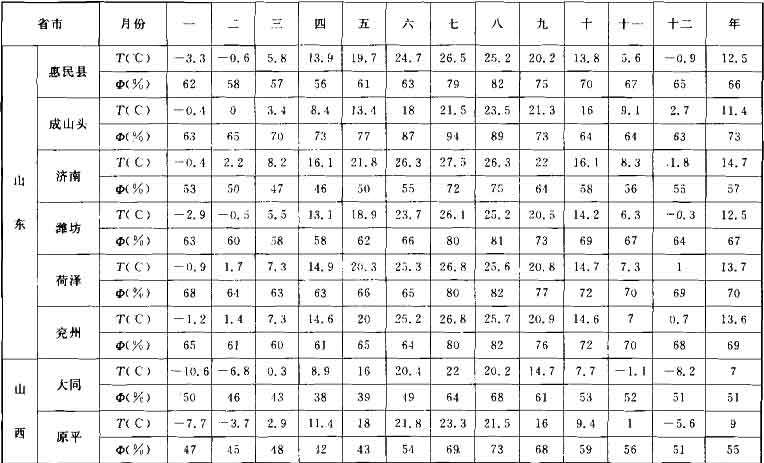 省市 月份 一 二 三 四 五 六 七 八 九 十 十一 十二 年
山东 惠民县 T(℃) -3.3 -0.6 5.8 13.9 19.7 24.7 26.5 25.2 20.2 13.8 5.6 -0.9 12.5
Φ(%) 62 58 57 56 61 63 79 82 75 70 67 65 66
成山头 T(℃) -0.4 0 3.4 8.4 13.4 18 21.5 23.5 21.3 16 9.1 2.7 11.4
Φ(%) 63 65 70 73 77 87 94 89 73 64 64 63 73
济南 T(℃) -0.4 2.2 8.2 16.1 21.8 26.3 27.5 26.3 22 16.1 8.3 1.8 14.7
Φ(%) 53 50 47 46 50 55 72 75 64 58 56 55 57
潍坊 T(℃) -2.9 -0.5 5.5 13.1 18.9 23.7 26.1 25.2 20.5 14.2 6.3 -0.3 12.5
Φ(%) 63 60 58 58 62 66 80 81 73 69 67 64 67
荷泽 T(℃) -0.9 1.7 7.3 14.9 20.3 25.3 26.8 25.6 20.8 14.7 7.3 1 13.7
Φ(%) 68 64 63 63 66 65 80 82 77 72 70 69 70
兖州 T(℃) -1.2 1.4 7.3 14.6 20 25.2 26.8 25.7 20.9 14.6 7 0.7 13.6
Φ(%) 65 61 60 61 65 64 80 82 76 72 70 68 69
山西 大同 T(℃) -10.6 -6.8 0.3 8.9 16 20.4 22 20.2 14.7 7.7 -1.1 -8.2 7
Φ(%) 50 46 43 38 39 49 64 68 61 53 52 51 51
原平 T(℃) -7.7 -3.7 2.9 11.4 18 21.8 23.3 21.5 16 9.4 1 -5.6 9
Φ(%) 47 45 48 42 43 54 69 73 68 59 56 51 55